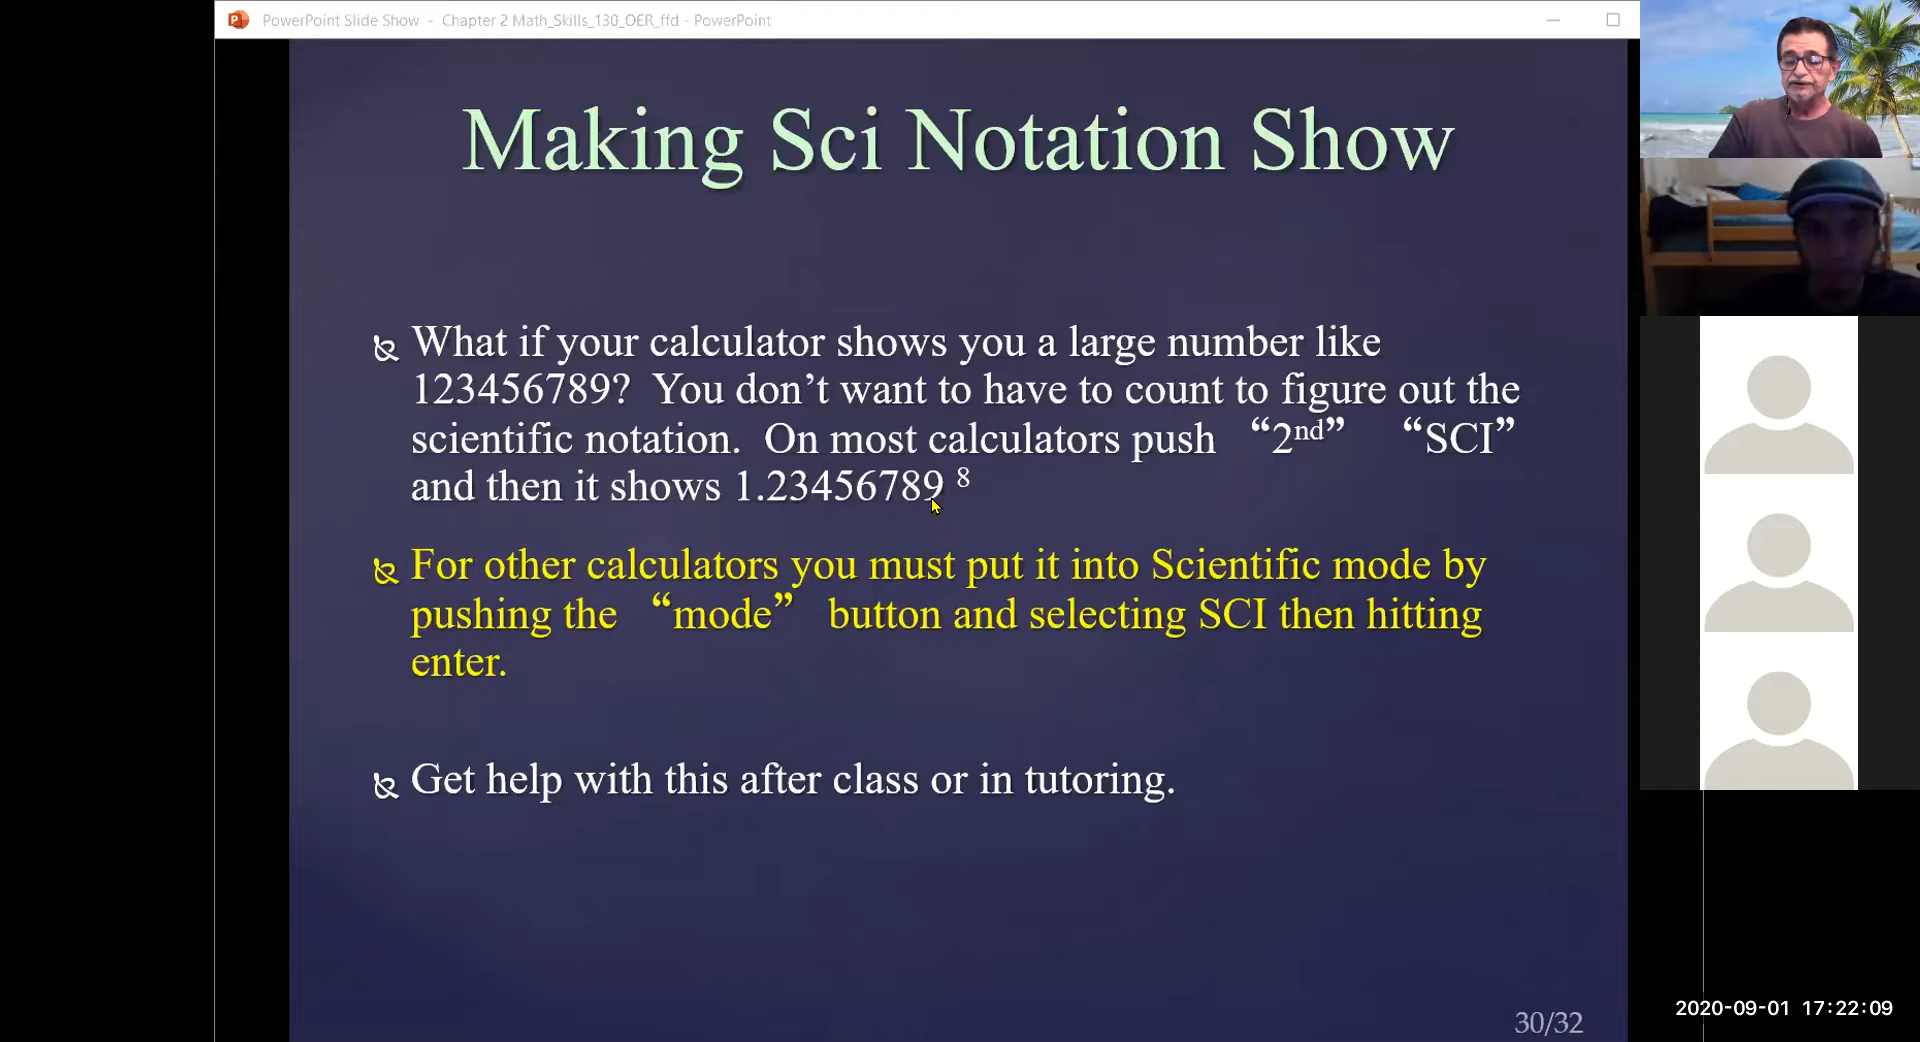 PowerPoint Slide Show - Chapter 2 Math_Skills_130_OER_ffd - PowerPoint
Making Sci Notation Show
What if your calculator shows you a large number like
123456789? You don’t want to have to count to figure out the
scientific notation. On most calculators push “2nd” “SCI”
and then it shows 1.23456789 8
For other calculators you must put it into Scientific mode by
pushing the “mode” button and selecting SCI then hitting
enter.
Get help with this after class or in tutoring.
30/32
2020-09-01 17:22:09